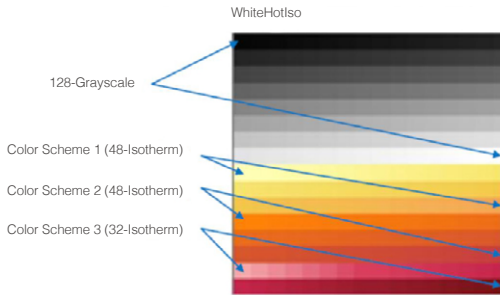 WhiteHotIso
128-Grayscale
Color Scheme 1 (48-Isotherm)
Color Scheme 2 (48-Isotherm)
Color Scheme 3 (32-Isotherm)